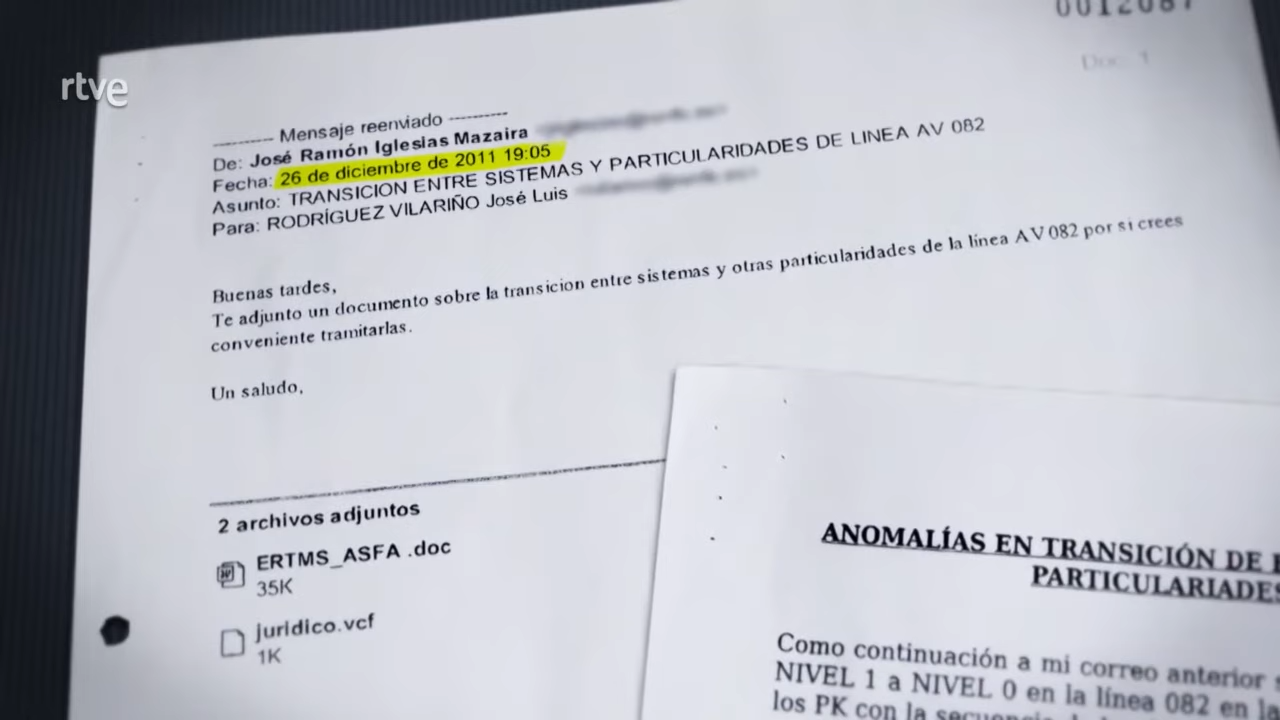 0012087
Doc. 1
rtve
---------- Mensaje reenviado ----------
De: José Ramón Iglesias Mazaira
Fecha: 26 de diciembre de 2011 19:05
Asunto: TRANSICION ENTRE SISTEMAS Y PARTICULARIDADES DE LINEA AV 082
Para: RODRÍGUEZ VILARIÑO José Luis
Buenas tardes,
Te adjunto un documento sobre la transicion entre sistemas y otras particularidades de la línea AV 082 por si crees
conveniente tramitarlas.
Un saludo,
2 archivos adjuntos
ERTMS_ASFA .doc
35K
juridico.vcf
1K
ANOMALÍAS EN TRANSICIÓN DE
PARTICULARIADES
Como continuación a mi correo anterior
NIVEL 1 a NIVEL 0 en la línea 082 en la
los PK con la